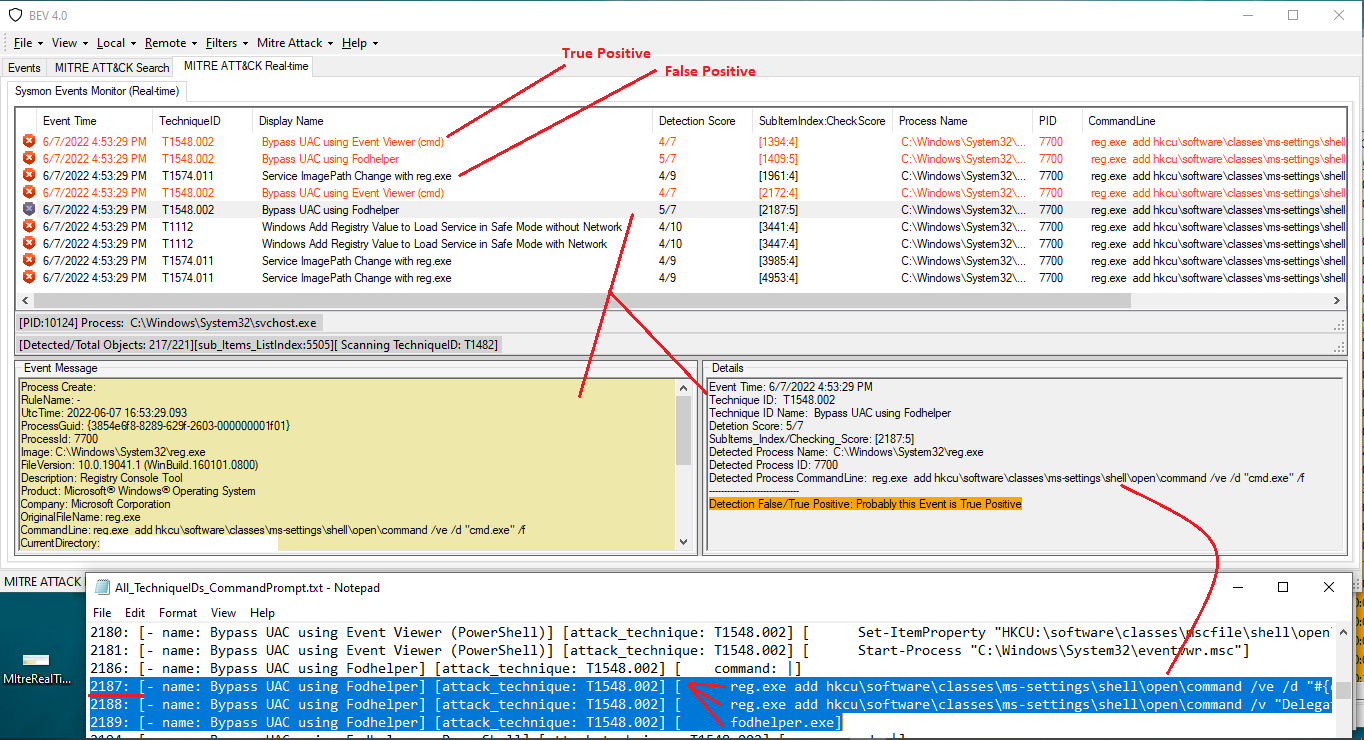 BEV 4.0
File View Local Remote Filters Mitre Attack Help
True Positive
Events MITRE ATT&CK Search MITRE ATT&CK Real-time
False Positive
Sysmon Events Monitor (Real-time)
Event Time TechniqueID Display Name Detection Score SubItemIndex:CheckScore Process Name PID CommandLine
6/7/2022 4:53:29 PM T1548.002 Bypass UAC using Event Viewer (cmd) 4/7 [1394:4] C:\Windows\System32\... 7700 reg.exe add hkcu\software\classes\ms-settings\shell
6/7/2022 4:53:29 PM T1548.002 Bypass UAC using Fodhelper 5/7 [1409:5] C:\Windows\System32\... 7700 reg.exe add hkcu\software\classes\ms-settings\shell
6/7/2022 4:53:29 PM T1574.011 Service ImagePath Change with reg.exe 4/9 [1961:4] C:\Windows\System32\... 7700 reg.exe add hkcu\software\classes\ms-settings\shell
6/7/2022 4:53:29 PM T1548.002 Bypass UAC using Event Viewer (cmd) 4/7 [2172:4] C:\Windows\System32\... 7700 reg.exe add hkcu\software\classes\ms-settings\shell
6/7/2022 4:53:29 PM T1548.002 Bypass UAC using Fodhelper 5/7 [2187:5] C:\Windows\System32\... 7700 reg.exe add hkcu\software\classes\ms-settings\shell
6/7/2022 4:53:29 PM T1112 Windows Add Registry Value to Load Service in Safe Mode without Network 4/10 [3441:4] C:\Windows\System32\... 7700 reg.exe add hkcu\software\classes\ms-settings\shell
6/7/2022 4:53:29 PM T1112 Windows Add Registry Value to Load Service in Safe Mode with Network 4/10 [3447:4] C:\Windows\System32\... 7700 reg.exe add hkcu\software\classes\ms-settings\shell
6/7/2022 4:53:29 PM T1574.011 Service ImagePath Change with reg.exe 4/9 [3985:4] C:\Windows\System32\... 7700 reg.exe add hkcu\software\classes\ms-settings\shell
6/7/2022 4:53:29 PM T1574.011 Service ImagePath Change with reg.exe 4/9 [4953:4] C:\Windows\System32\... 7700 reg.exe add hkcu\software\classes\ms-settings\shell
[PID:10124] Process: C:\Windows\System32\svchost.exe
[Detected/Total Objects: 217/221][sub_Items_ListIndex:5505][ Scanning TechniqueID: T1482]
Event Message
Process Create:
RuleName: -
UtcTime: 2022-06-07 16:53:29.093
ProcessGuid: {3854e6f8-8289-629f-2603-000000001f01}
ProcessId: 7700
Image: C:\Windows\System32\reg.exe
FileVersion: 10.0.19041.1 (WinBuild.160101.0800)
Description: Registry Console Tool
Product: Microsoft® Windows® Operating System
Company: Microsoft Corporation
OriginalFileName: reg.exe
CommandLine: reg.exe add hkcu\software\classes\ms-settings\shell\open\command /ve /d "cmd.exe" /f
CurrentDirectory:
Details
Event Time: 6/7/2022 4:53:29 PM
Technique ID: T1548.002
Technique ID Name: Bypass UAC using Fodhelper
Detetion Score: 5/7
SubItems_Index/Checking_Score: [2187:5]
Detected Process Name: C:\Windows\System32\reg.exe
Detected Process ID: 7700
Detected Process CommandLine: reg.exe add hkcu\software\classes\ms-settings\shell\open\command /ve /d "cmd.exe" /f
------------------------------
Detection False/True Positive: Probably this Event is True Positive
MITRE ATTACK
All_TechniqueIDs_CommandPrompt.txt - Notepad
File Edit Format View Help
2180: [- name: Bypass UAC using Event Viewer (PowerShell)] [attack_technique: T1548.002] [ Set-ItemProperty "HKCU:\software\classes\mscfile\shell\open\
2181: [- name: Bypass UAC using Event Viewer (PowerShell)] [attack_technique: T1548.002] [ Start-Process "C:\Windows\System32\eventvwr.msc"]
2186: [- name: Bypass UAC using Fodhelper] [attack_technique: T1548.002] [ command: |]
2187: [- name: Bypass UAC using Fodhelper] [attack_technique: T1548.002] [ reg.exe add hkcu\software\classes\ms-settings\shell\open\command /ve /d "#{
2188: [- name: Bypass UAC using Fodhelper] [attack_technique: T1548.002] [ reg.exe add hkcu\software\classes\ms-settings\shell\open\command /v "Delega
2189: [- name: Bypass UAC using Fodhelper] [attack_technique: T1548.002] [ fodhelper.exe]
MItreRealTi...